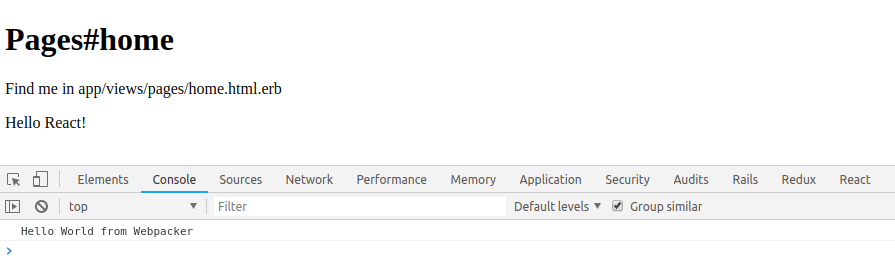 Pages#home
Find me in app/views/pages/home.html.erb
Hello React!
Elements Console Sources Network Performance Memory Application Security Audits Rails Redux React
top Filter Default levels Group similar
Hello World from Webpacker